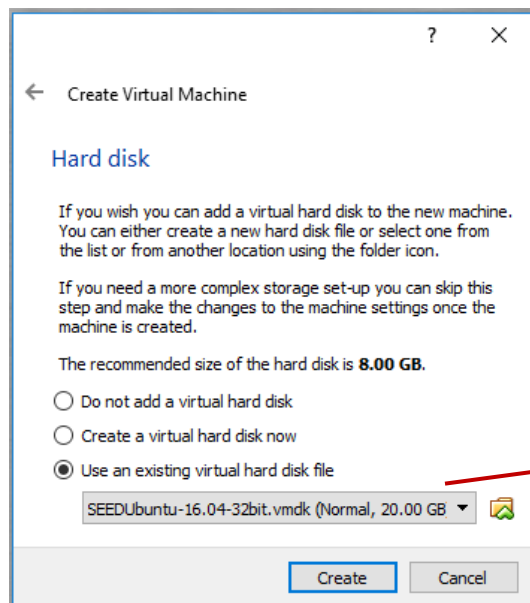 ?
Create Virtual Machine
Hard disk
If you wish you can add a virtual hard disk to the new machine.
You can either create a new hard disk file or select one from
the list or from another location using the folder icon.
If you need a more complex storage set-up you can skip this
step and make the changes to the machine settings once the
machine is created.
The recommended size of the hard disk is 8.00 GB.
Do not add a virtual hard disk
Create a virtual hard disk now
Use an existing virtual hard disk file
SEEDUbuntu-16.04-32bit.vmdk (Normal, 20.00 GB
Create
Cancel